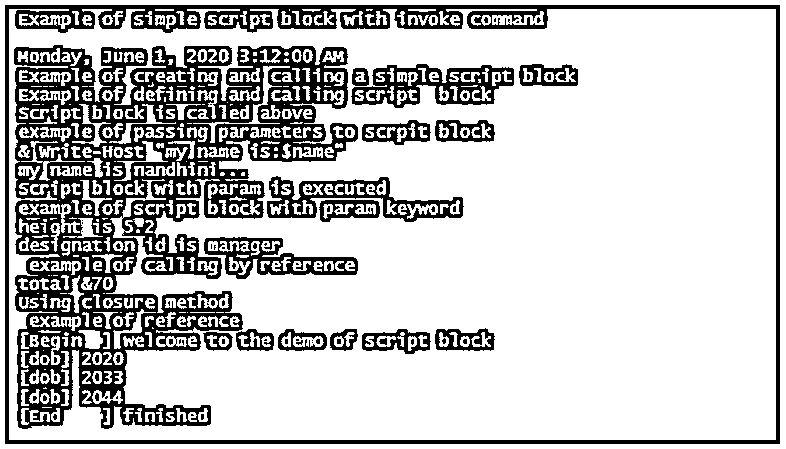 Example of simple script block with invoke command
Monday, June 1, 2020 3:12:00 AM
Example of creating and calling a simple script block
Example of defining and calling script  block
Script block is called above
example of passing parameters to scrpit block
& Write-Host "my name is:$name"
my name is nandhini...
Script block with param is executed
example of script block with param keyword
height is 5.2
designation id is manager
example of calling by reference
total &70
Using closure method
example of reference
[Begin  ] welcome to the demo of script block
[dob] 2020
[dob] 2033
[dob] 2044
[End    ] finished